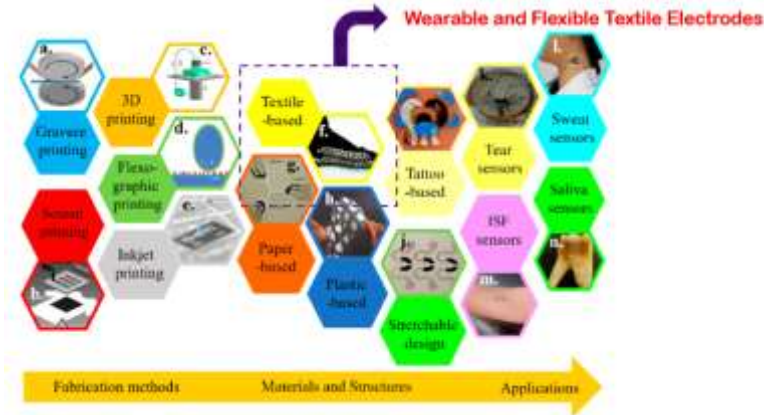 Wearable and Flexible Textile Electrodes
a.
Gravure
printing
Screen
printing
b.
3D
printing
c.
d.
Flexo-
graphic
printing
e.
Inkjet
printing
Textile
-based
f.
g.
Paper
-based
h.
Plastic
-based
Tattoo
-based
j.
Stretchable
design
Tear
sensors
ISF
sensors
m.
l.
Sweat
sensors
Saliva
sensors
n.
Fabrication methods
Materials and Structures
Applications